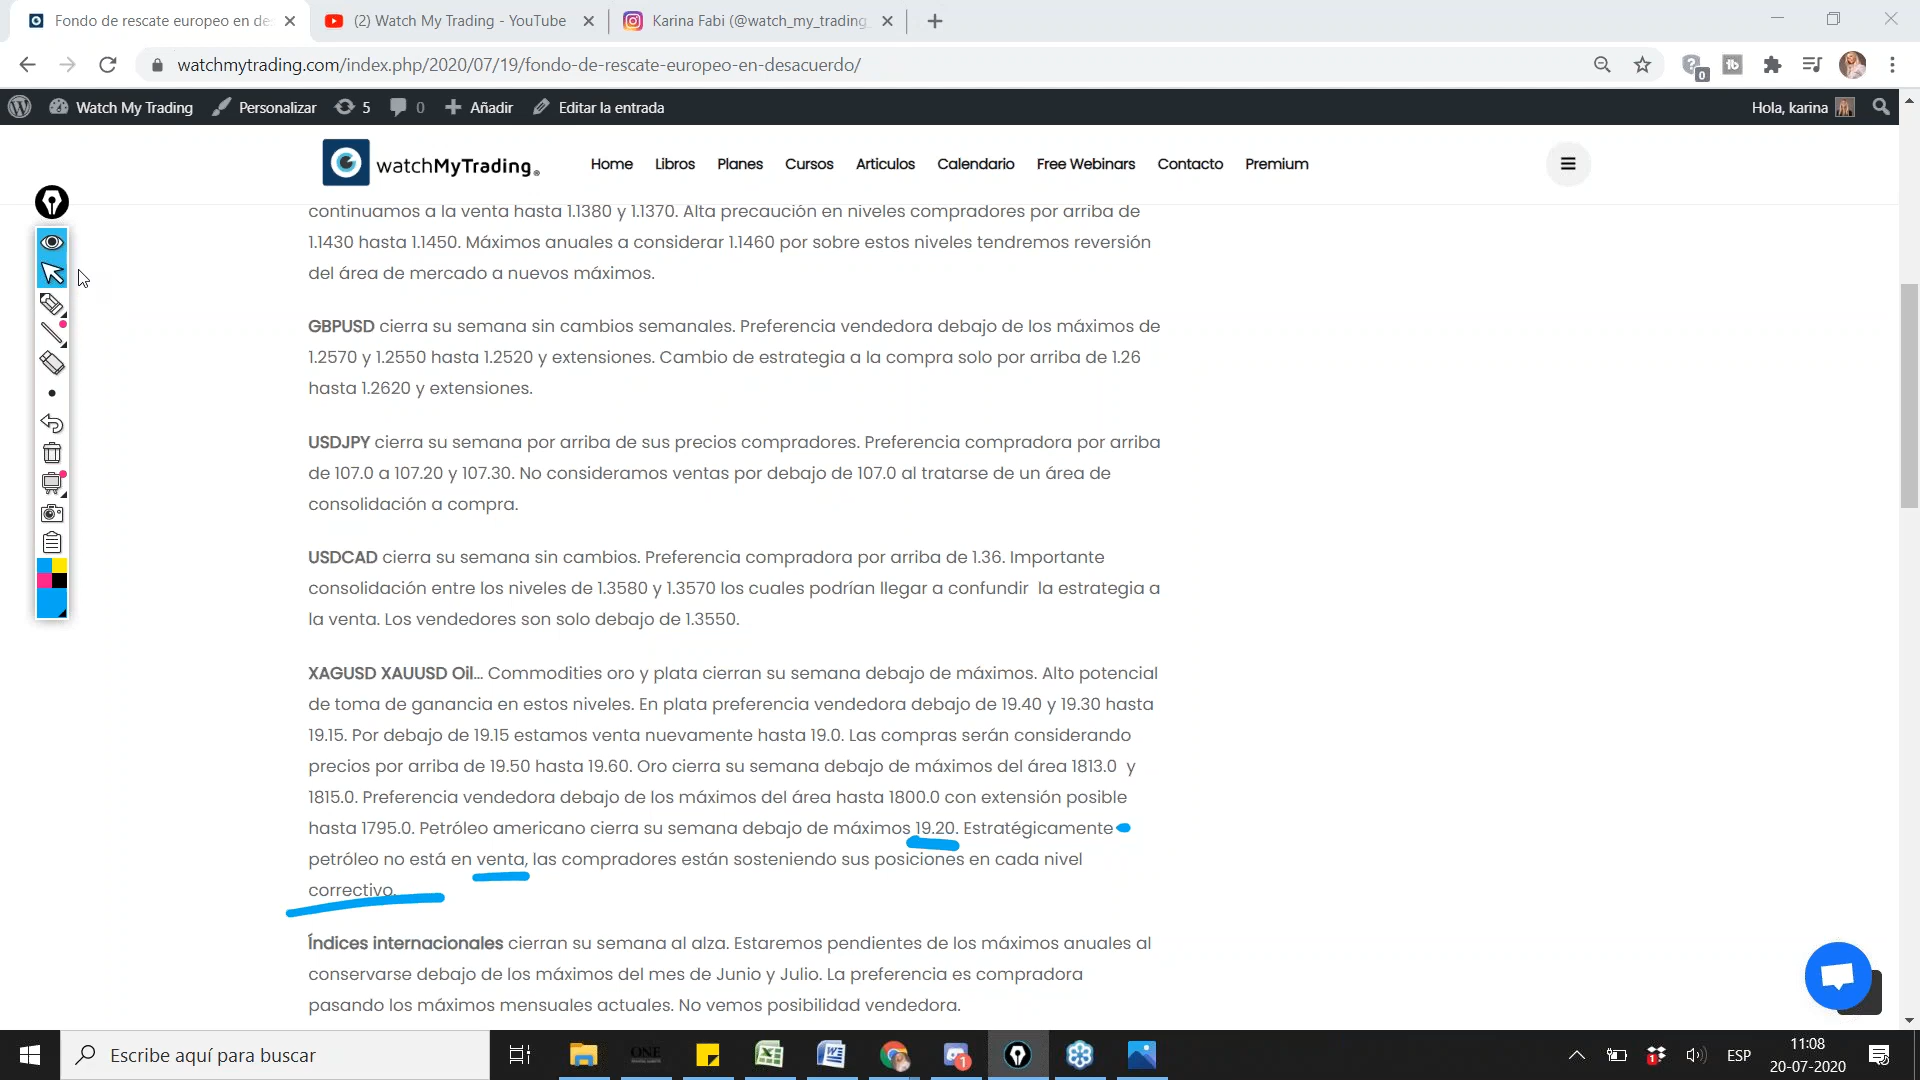 Fondo de rescate europeo en de
(2) Watch My Trading - YouTube
Karina Fabi (@watch_my_trading
watchmytrading.com/index.php/2020/07/19/fondo-de-rescate-europeo-en-desacuerdo/
0
Watch My Trading
Personalizar
5
0
Añadir
Editar la entrada
Hola, karina
watchMyTrading®
Home
Libros
Planes
Cursos
Articulos
Calendario
Free Webinars
Contacto
Premium
continuamos a la venta hasta 1.1380 y 1.1370. Alta precaución en niveles compradores por arriba de
1.1430 hasta 1.1450. Máximos anuales a considerar 1.1460 por sobre estos niveles tendremos reversión
del área de mercado a nuevos máximos.
GBPUSD cierra su semana sin cambios semanales. Preferencia vendedora debajo de los máximos de
1.2570 y 1.2550 hasta 1.2520 y extensiones. Cambio de estrategia a la compra solo por arriba de 1.26
hasta 1.2620 y extensiones.
USDJPY cierra su semana por arriba de sus precios compradores. Preferencia compradora por arriba
de 107.0 a 107.20 y 107.30. No consideramos ventas por debajo de 107.0 al tratarse de un área de
consolidación a compra.
USDCAD cierra su semana sin cambios. Preferencia compradora por arriba de 1.36. Importante
consolidación entre los niveles de 1.3580 y 1.3570 los cuales podrían llegar a confundir  la estrategia a
la venta. Los vendedores son solo debajo de 1.3550.
XAGUSD XAUUSD Oil... Commodities oro y plata cierran su semana debajo de máximos. Alto potencial
de toma de ganancia en estos niveles. En plata preferencia vendedora debajo de 19.40 y 19.30 hasta
19.15. Por debajo de 19.15 estamos venta nuevamente hasta 19.0. Las compras serán considerando
precios por arriba de 19.50 hasta 19.60. Oro cierra su semana debajo de máximos del área 1813.0  y
1815.0. Preferencia vendedora debajo de los máximos del área hasta 1800.0 con extensión posible
hasta 1795.0. Petróleo americano cierra su semana debajo de máximos 19.20. Estratégicamente
petróleo no está en venta, las compradores están sosteniendo sus posiciones en cada nivel
correctivo.
Índices internacionales cierran su semana al alza. Estaremos pendientes de los máximos anuales al
conservarse debajo de los máximos del mes de Junio y Julio. La preferencia es compradora
pasando los máximos mensuales actuales. No vemos posibilidad vendedora.
Escribe aquí para buscar
ONE
1
1
ESP
11:08
20-07-2020